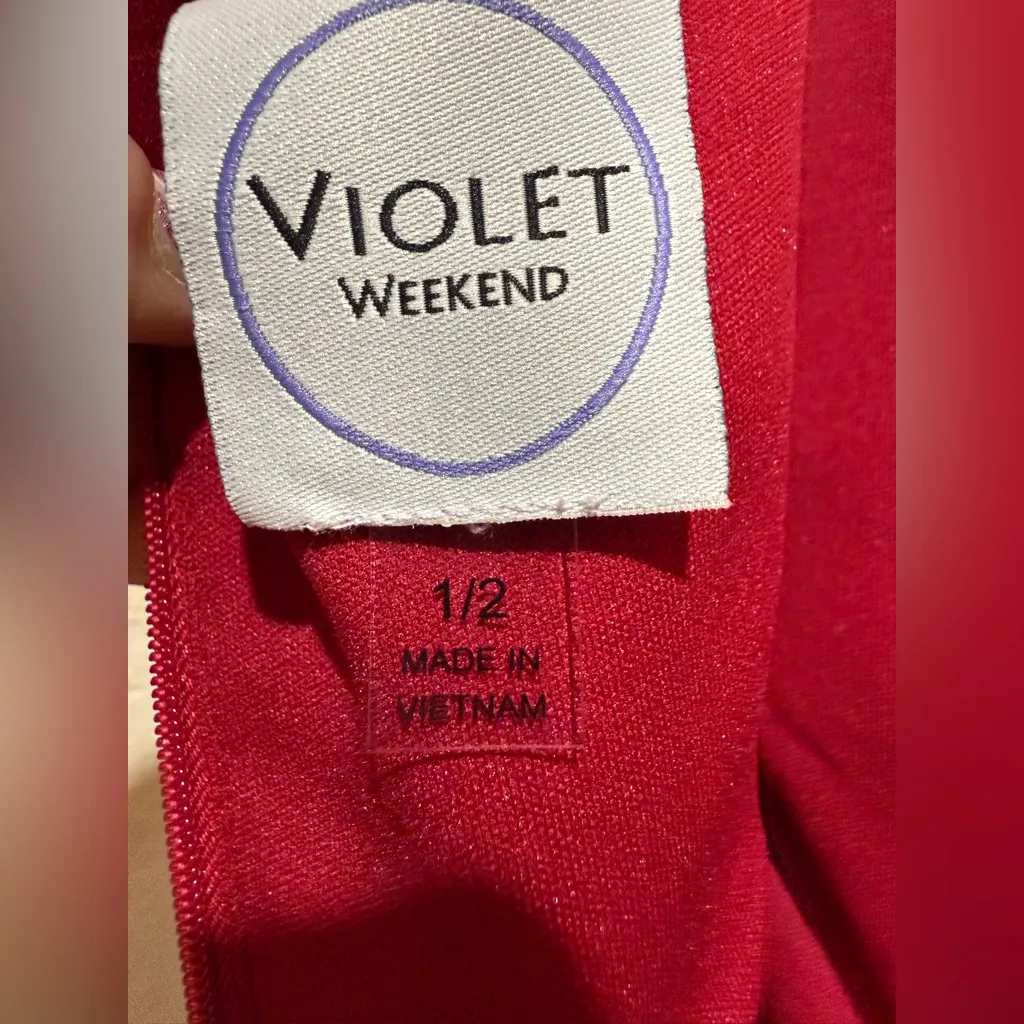 VIOLET
WEEKEND
1/2
MADE IN
VIETNAM